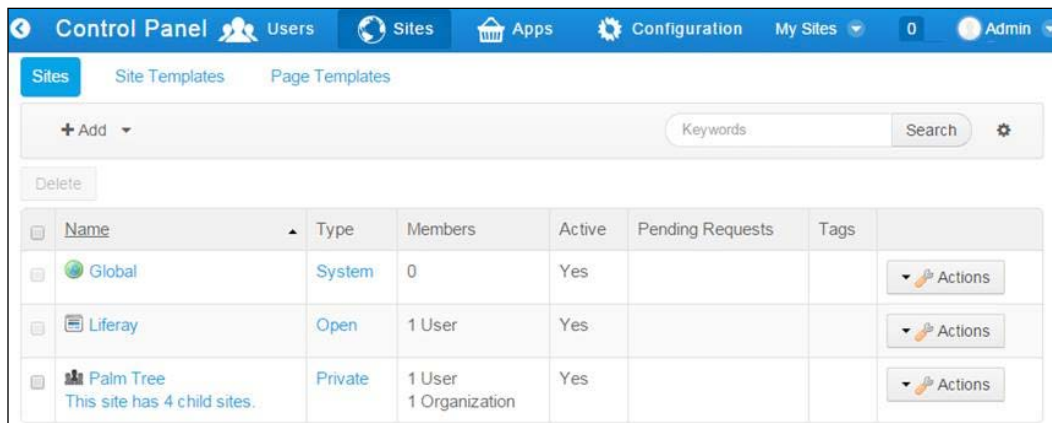 Control Panel Users Sites Apps Configuration My Sites 0 Admin
Sites Site Templates Page Templates
+ Add Keywords Search
Delete
Name Type Members Active Pending Requests Tags
Global System 0 Yes Actions
Liferay Open 1 User Yes Actions
Palm Tree Private 1 User Yes Actions
This site has 4 child sites. 1 Organization